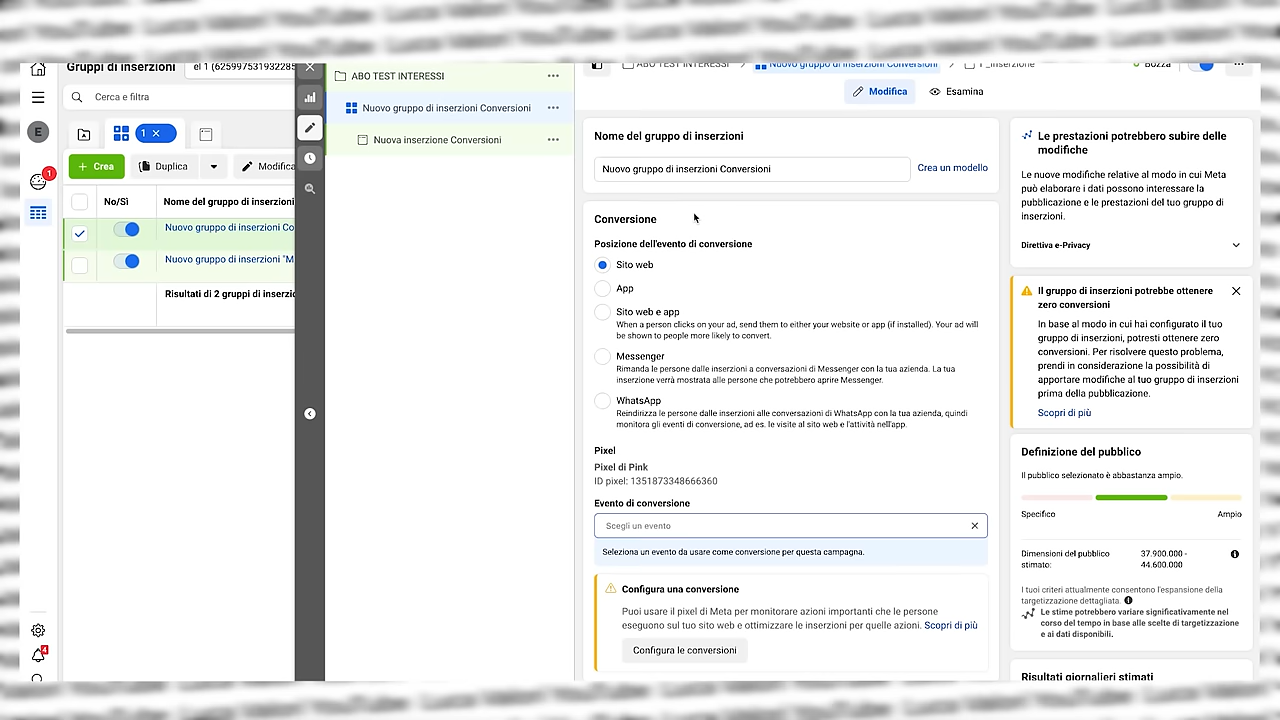 Gruppi di inserzioni
el 1 (62599753193228
Cerca e filtra
E
1
1
Crea
Duplica
Modifica
No/Sì
Nome del gruppo di inserzioni
Nuovo gruppo di inserzioni Co
Nuovo gruppo di inserzioni "M
Risultati di 2 gruppi di inserzio
4
ABO TEST INTERESSI
Nuovo gruppo di inserzioni Conversioni
Nuova inserzione Conversioni
ABO TEST INTERESSI
Nuovo gruppo di inserzioni Conversioni
1 _inserzione
Bozza
Modifica
Esamina
Nome del gruppo di inserzioni
Nuovo gruppo di inserzioni Conversioni
Crea un modello
Conversione
Posizione dell'evento di conversione
Sito web
App
Sito web e app
When a person clicks on your ad, send them to either your website or app (if installed). Your ad will
be shown to people more likely to convert.
Messenger
Rimanda le persone dalle inserzioni a conversazioni di Messenger con la tua azienda. La tua
inserzione verrà mostrata alle persone che potrebbero aprire Messenger.
WhatsApp
Reindirizza le persone dalle inserzioni alle conversazioni di WhatsApp con la tua azienda, quindi
monitora gli eventi di conversione, ad es. le visite al sito web e l'attività nell'app.
Pixel
Pixel di Pink
ID pixel: 1351873348666360
Evento di conversione
Scegli un evento
Seleziona un evento da usare come conversione per questa campagna.
Configura una conversione
Puoi usare il pixel di Meta per monitorare azioni importanti che le persone
eseguono sul tuo sito web e ottimizzare le inserzioni per quelle azioni. Scopri di più
Configura le conversioni
Le prestazioni potrebbero subire delle
modifiche
Le nuove modifiche relative al modo in cui Meta
può elaborare i dati possono interessare la
pubblicazione e le prestazioni del tuo gruppo di
inserzioni.
Direttiva e-Privacy
Il gruppo di inserzioni potrebbe ottenere
zero conversioni
In base al modo in cui hai configurato il tuo
gruppo di inserzioni, potresti ottenere zero
conversioni. Per risolvere questo problema,
prendi in considerazione la possibilità di
apportare modifiche al tuo gruppo di inserzioni
prima della pubblicazione.
Scopri di più
Definizione del pubblico
Il pubblico selezionato è abbastanza ampio.
Specifico
Ampio
Dimensioni del pubblico
stimato:
37.900.000 -
44.600.000
I tuoi criteri attualmente consentono l'espansione della
targetizzazione dettagliata.
Le stime potrebbero variare significativamente nel
corso del tempo in base alle scelte di targetizzazione
e ai dati disponibili.
Risultati giornalieri stimati